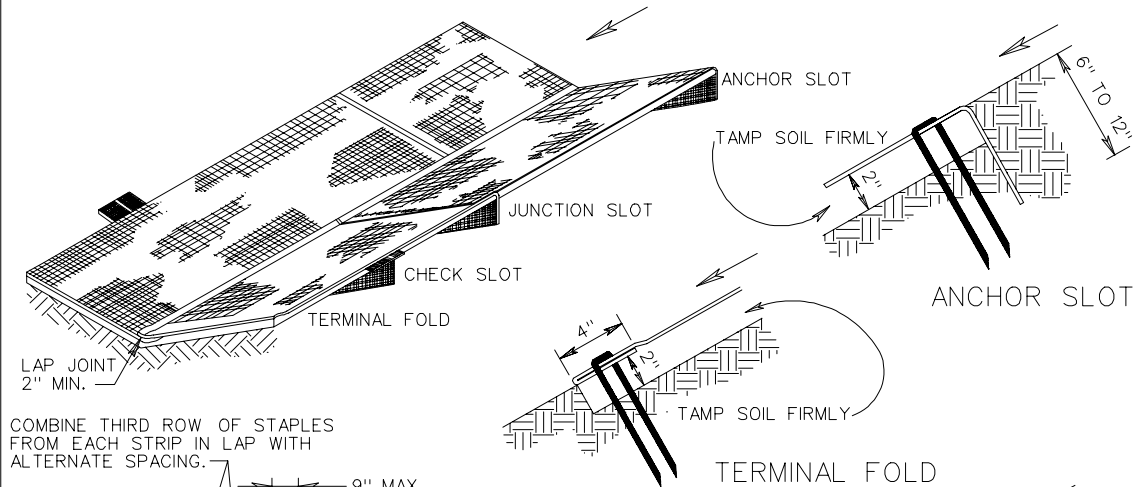 ANCHOR SLOT
6" TO 12"
TAMP SOIL FIRMLY
2"
JUNCTION SLOT
CHECK SLOT
ANCHOR SLOT
TERMINAL FOLD
4"
2"
LAP JOINT
2" MIN.
TAMP SOIL FIRMLY
COMBINE THIRD ROW OF STAPLES
FROM EACH STRIP IN LAP WITH
ALTERNATE SPACING.
TERMINAL FOLD
9" MAX